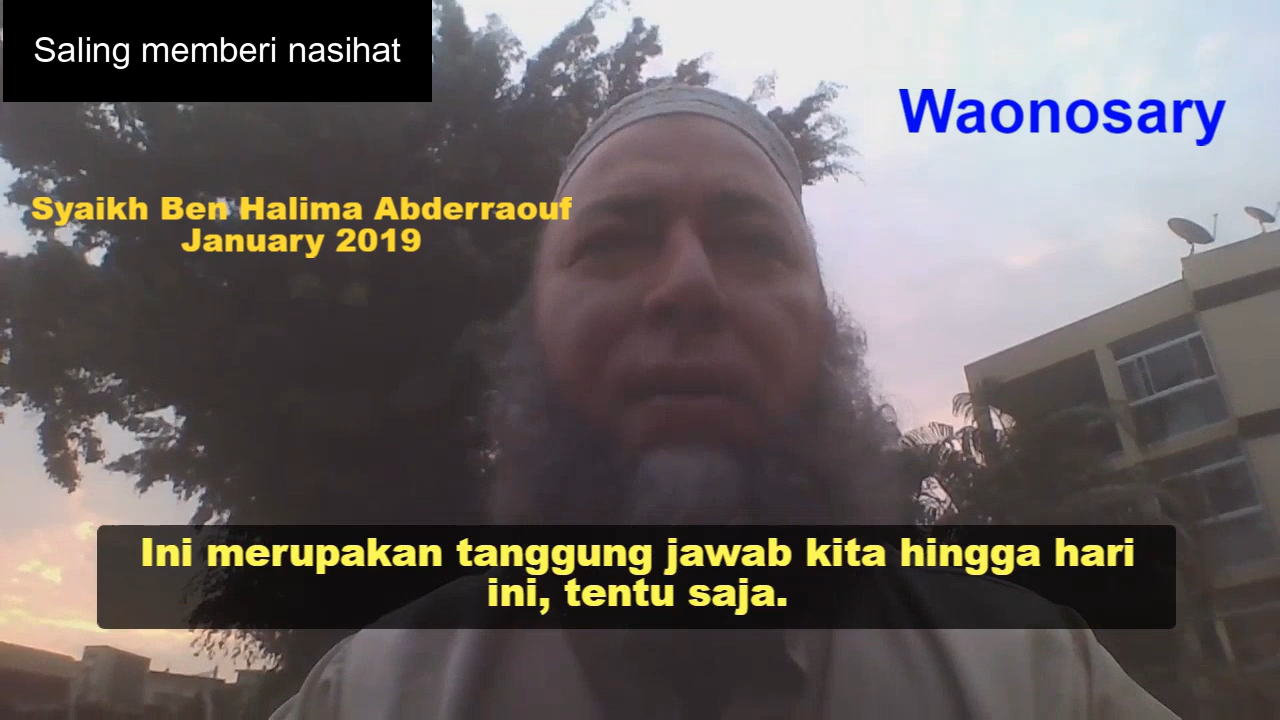 Saling memberi nasihat
Waonosary
Syaikh Ben Halima Abderraouf
January 2019
Ini merupakan tanggung jawab kita hingga hari
ini, tentu saja.